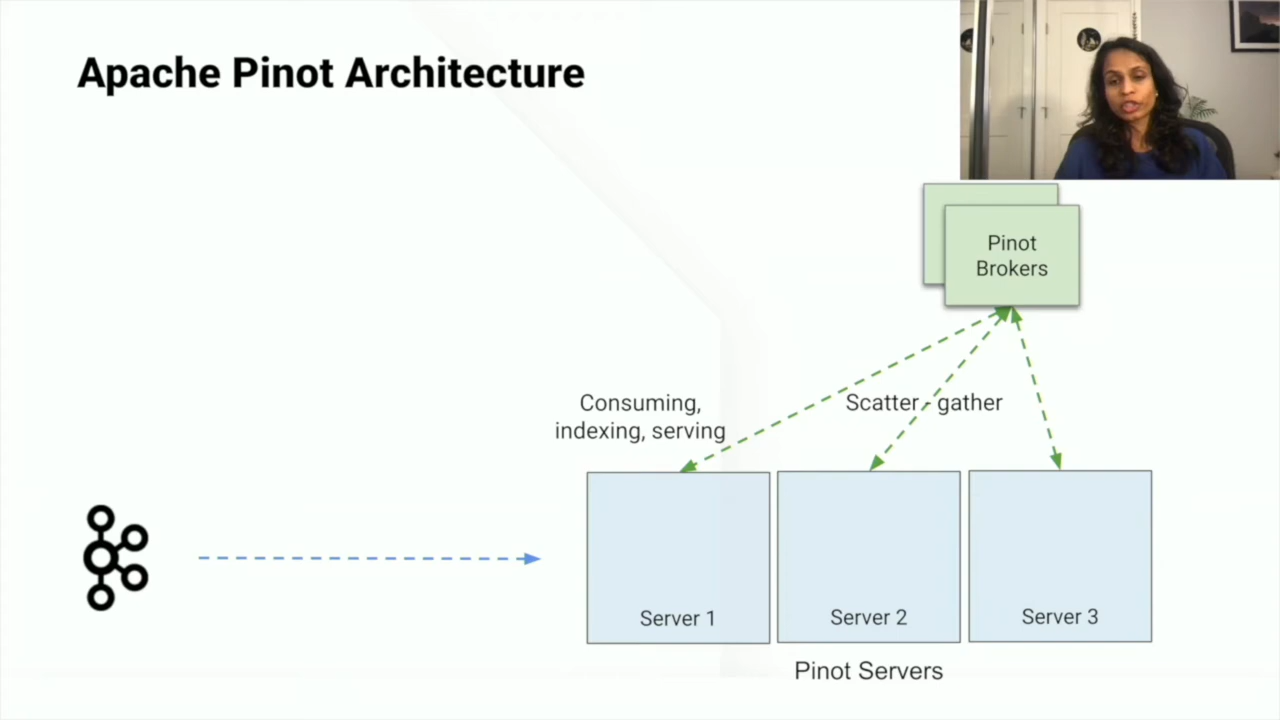 Apache Pinot Architecture
Pinot
Brokers
Consuming,
indexing, serving
Scatter - gather
Server 1
Server 2
Server 3
Pinot Servers